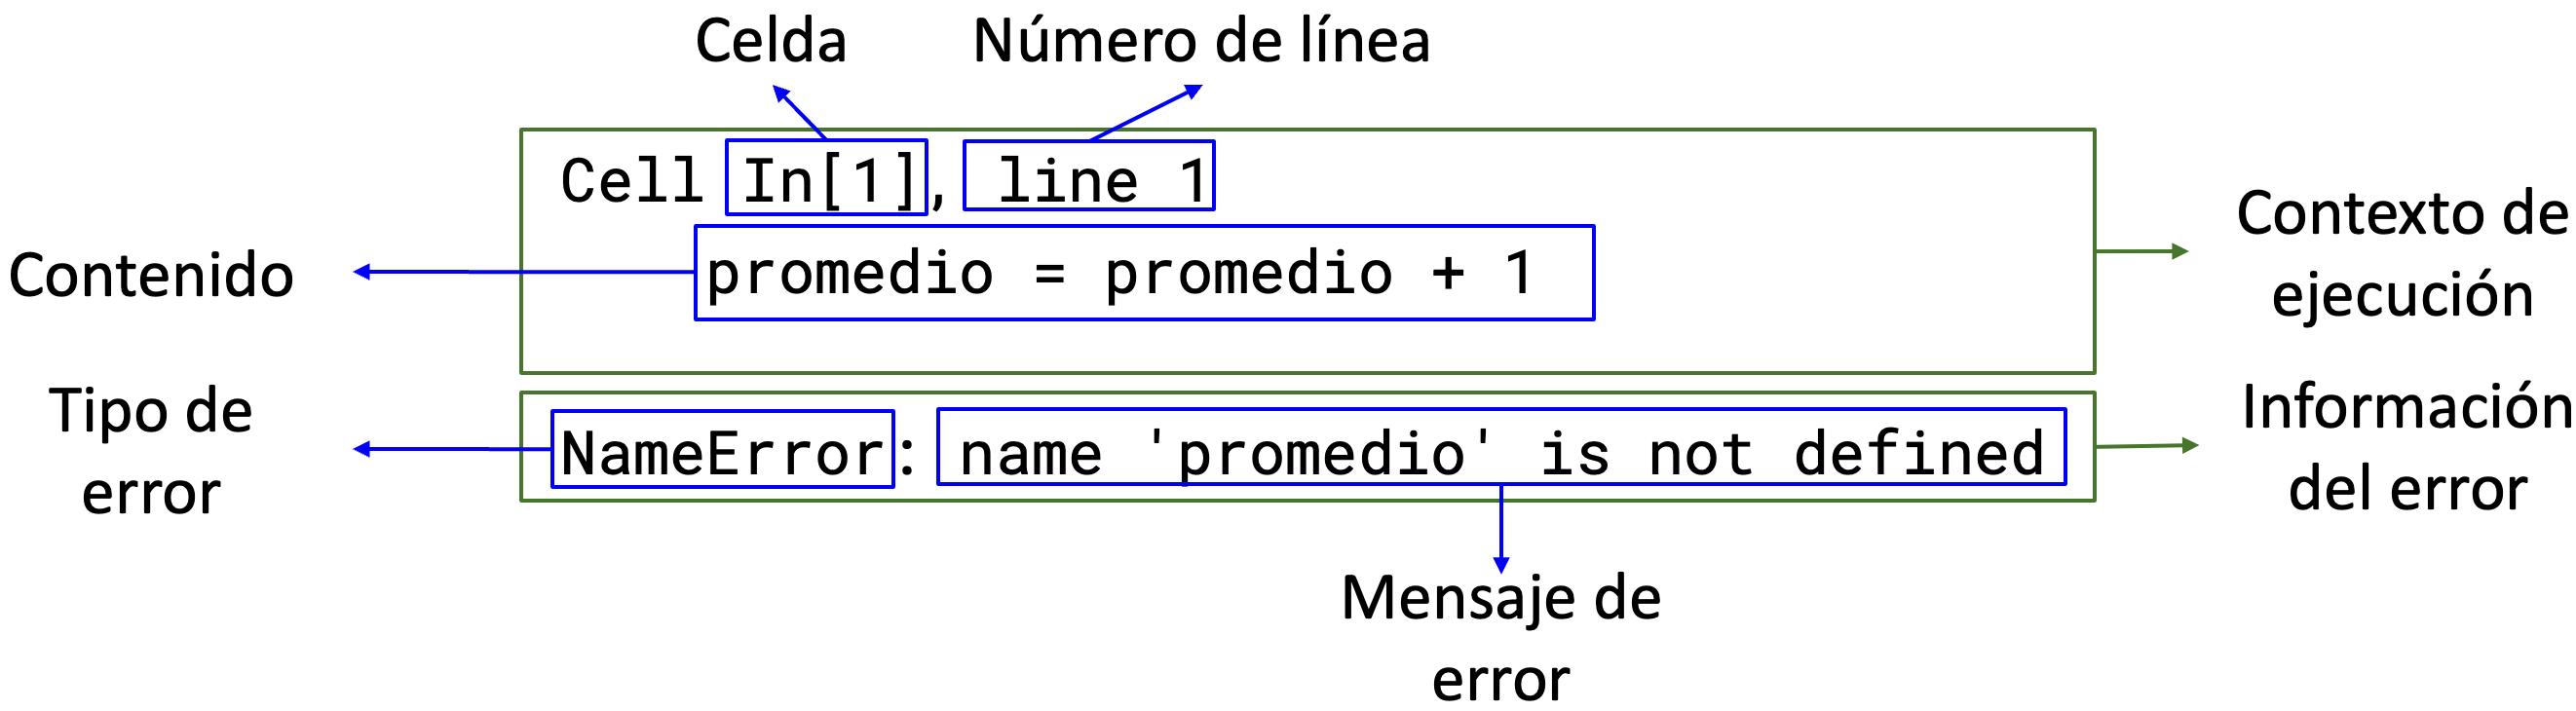 Celda
Número de línea
Cell In[1], line 1
promedio = promedio + 1
Contenido
Contexto de
ejecución
Tipo de
error
NameError: name 'promedio' is not defined
Información
del error
Mensaje de
error